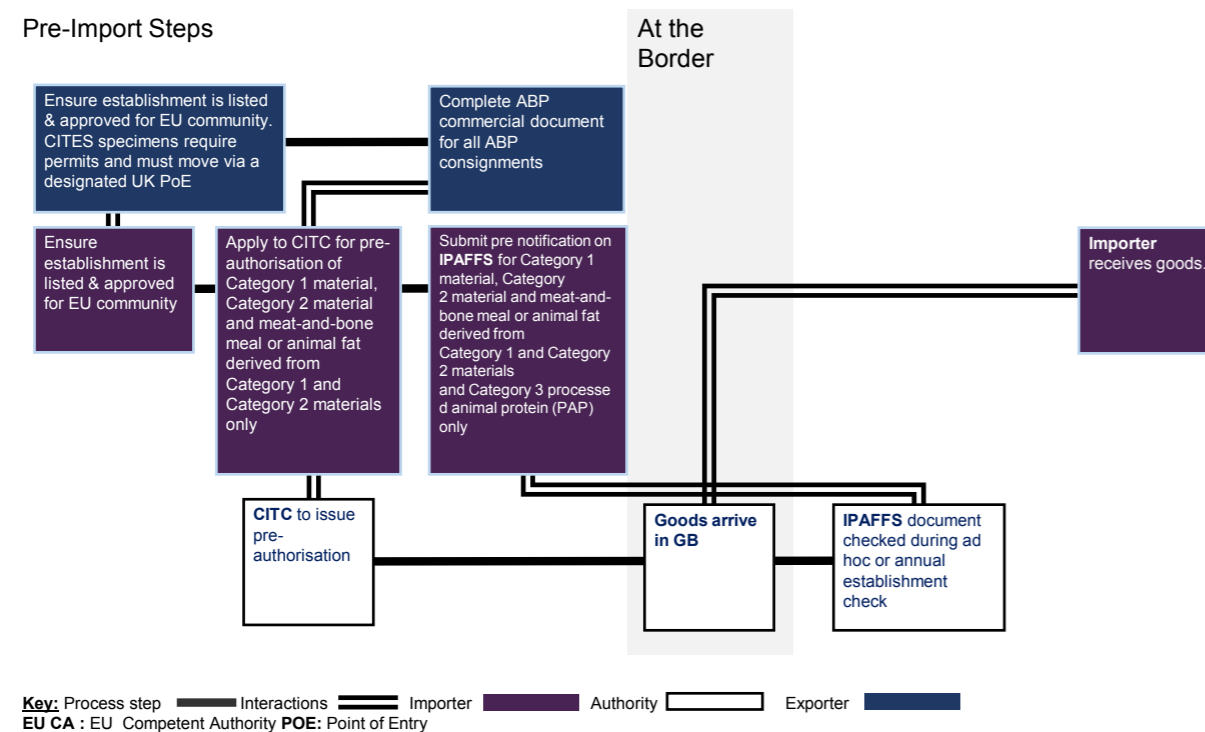 Pre-Import Steps
At the
Border
Ensure establishment is listed
& approved for EU community.
CITES specimens require
permits and must move via a
designated UK PoE
Complete ABP
commercial document
for all ABP
consignments
Ensure
establishment is
listed & approved
for EU community
Apply to CITC for pre-
authorisation of
Category 1 material,
Category 2 material
and meat-and-bone
meal or animal fat
derived from
Category 1 and
Category 2 materials
only
Submit pre notification on
IPAFFS for Category 1
material, Category
2 material and meat-and-
bone meal or animal fat
derived from
Category 1 and Category
2 materials
and Category 3 processe
d animal protein (PAP)
only
Importer
receives goods.
CITC to issue
pre-
authorisation
Goods arrive
in GB
IPAFFS document
checked during ad
hoc or annual
establishment
check
Key: Process step Interactions Importer Authority Exporter
EU CA : EU Competent Authority POE: Point of Entry